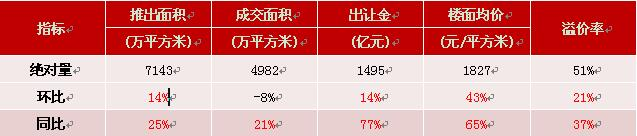 指标 推出面积 成交面积 出让金 楼面均价 溢价率
(万平方米) (万平方米) (亿元) (元/平方米)
绝对量 7143 4982 1495 1827 51%
环比 14% -8% 14% 43% 21%
同比 25% 21% 77% 65% 37%